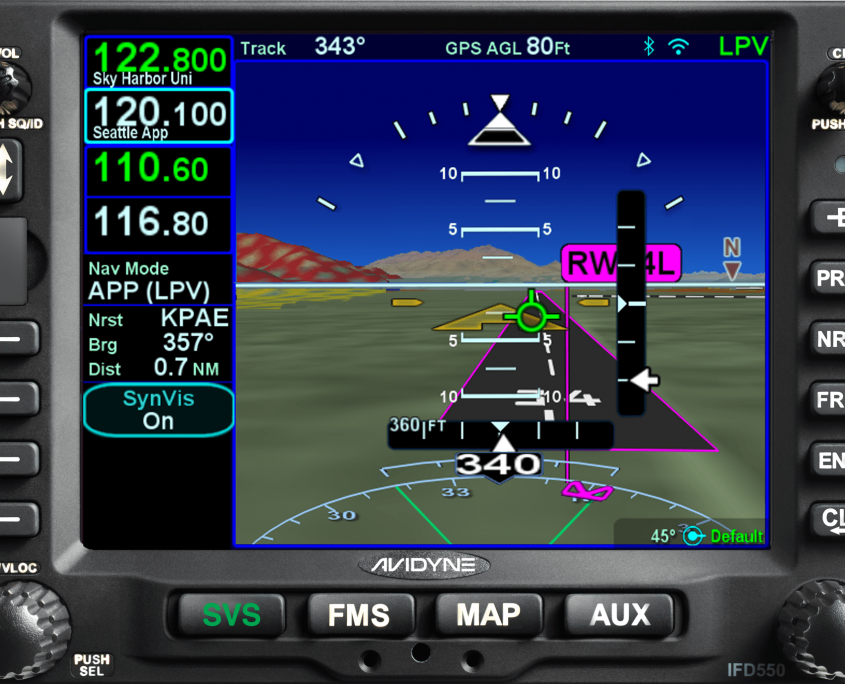 Track 343° GPS AGL 80Ft LPV
122.800
Sky Harbor Uni
120.100
Seattle App
110.60
116.80
Nav Mode
APP (LPV)
Nrst KPAE
Brg 357°
Dist 0.7 NM
SynVis
On
10 10
5 5
N
5 5
10 10
360 FT
340
33
30
45° Default
PUSH
SEL
AVIDYNE
SVS FMS MAP AUX
IFD550